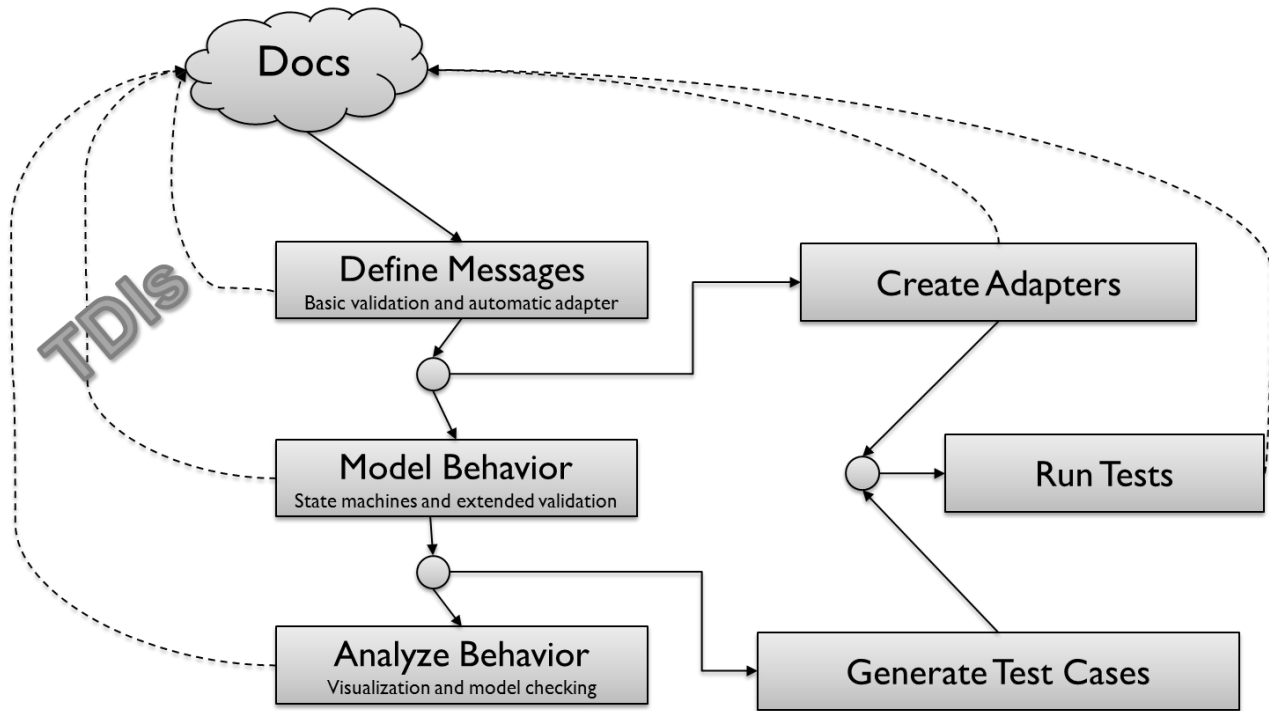 Docs
TDIs
Define Messages
Basic validation and automatic adapter
Create Adapters
Model Behavior
State machines and extended validation
Run Tests
Analyze Behavior
Visualization and model checking
Generate Test Cases